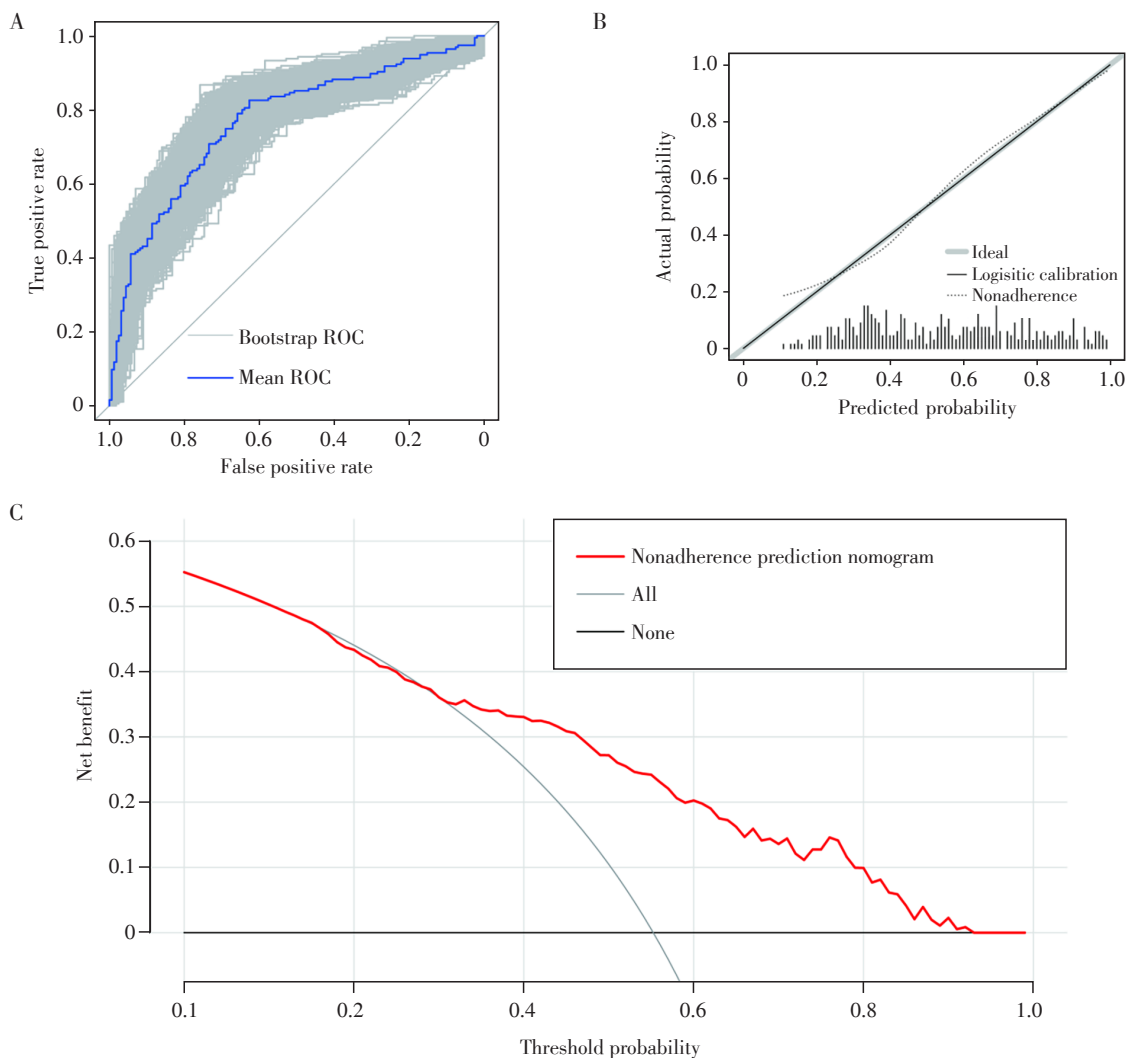 A
1.0
0.8
0.6
0.4
0.2
0
True positive rate
Bootstrap ROC
Mean ROC
1.0 0.8 0.6 0.4 0.2 0
False positive rate
B
1.0
0.8
0.6
0.4
0.2
0
Actual probability
Ideal
Logisitic calibration
Nonadherence
0 0.2 0.4 0.6 0.8 1.0
Predicted probability
C
0.6
0.5
0.4
0.3
0.2
0.1
0
Net benefit
Nonadherence prediction nomogram
All
None
0.1 0.2 0.4 0.6 0.8 1.0
Threshold probability